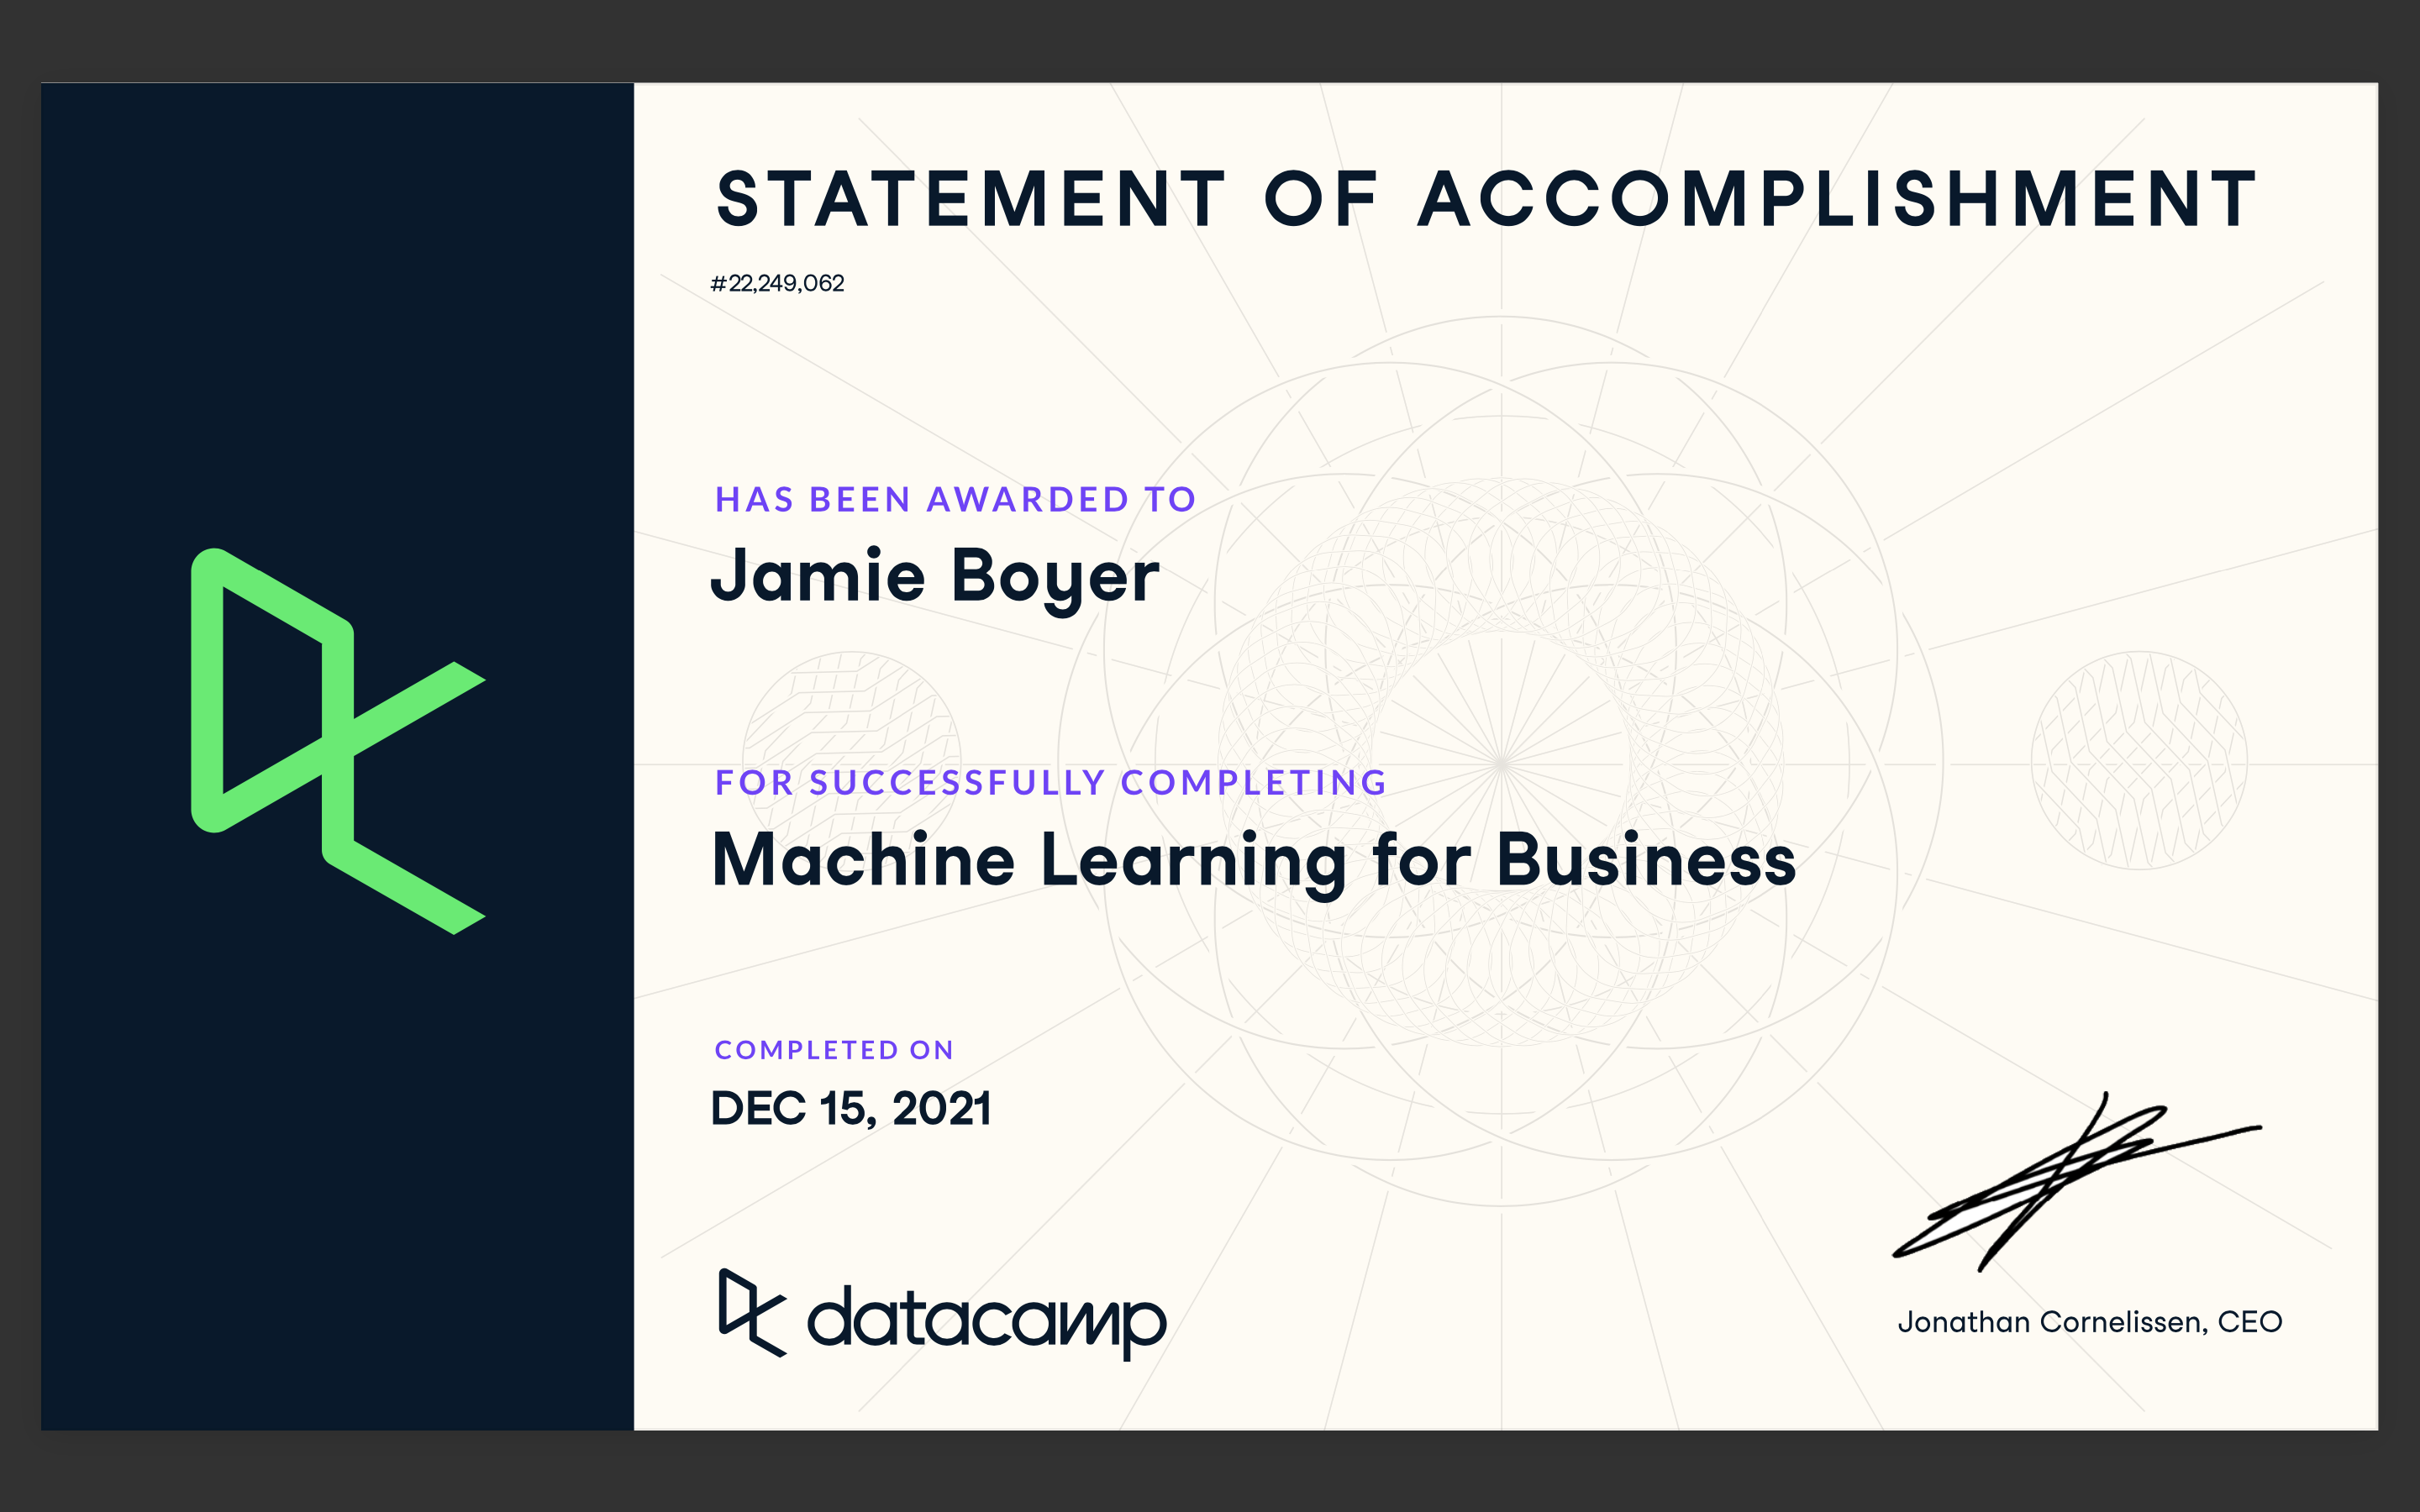 STATEMENT OF ACCOMPLISHMENT
#22,249,062
HAS BEEN AWARDED TO
Jamie Boyer
FOR SUCCESSFULLY COMPLETING
Machine Learning for Business
COMPLETED ON
DEC 15, 2021
datacamp
Jonathan Cornelissen, CEO